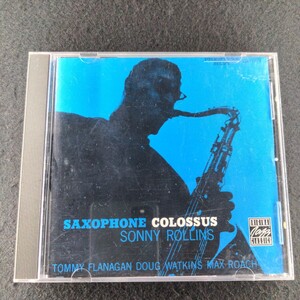 SAXOPHONE COLOSSUS
SONNY ROLLINS
TOMMY FLANAGAN DOUG WATKINS MAX ROACH